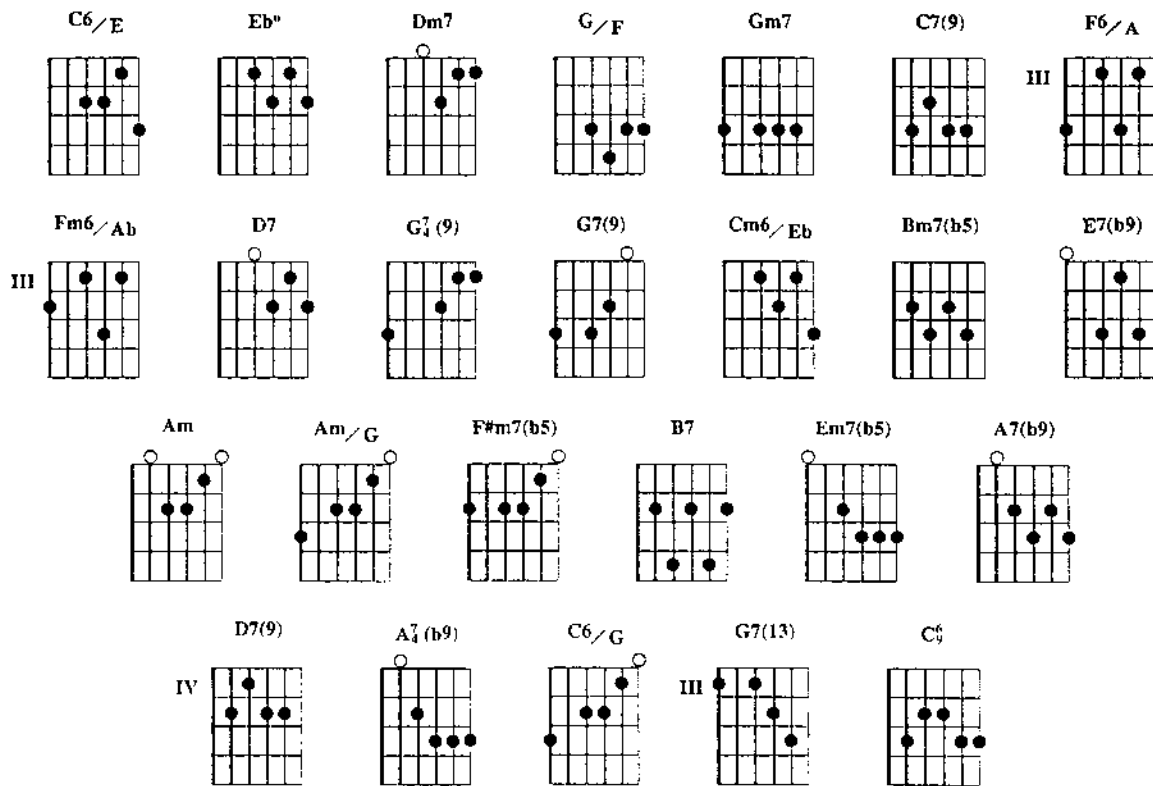 C6/E Ebº Dm7 G/F Gm7 C7(9) F6/A
III
Fm6/Ab D7 G7/4(9) G7(9) Cm6/Eb Bm7(b5) E7(b9)
III
Am Am/G F#m7(b5) B7 Em7(b5) A7(b9)
D7(9) A7/4(b9) C6/G G7(13) C6/9
IV III